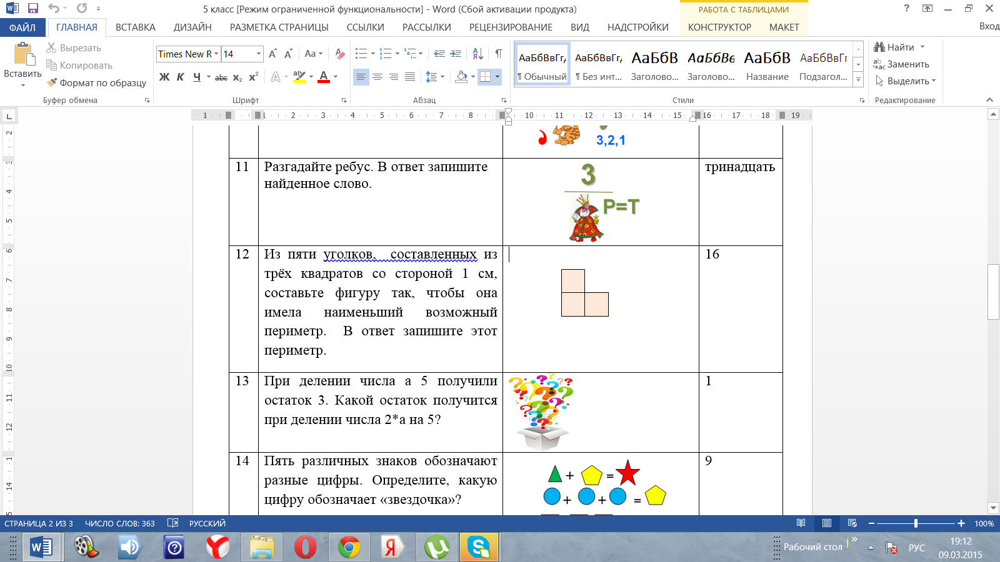 5 класс [Режим ограниченной функциональности] - Word (Сбой активации продукта)
РАБОТА С ТАБЛИЦАМИ
ФАЙЛ ГЛАВНАЯ ВСТАВКА ДИЗАЙН РАЗМЕТКА СТРАНИЦЫ ССЫЛКИ РАССЫЛКИ РЕЦЕНЗИРОВАНИЕ ВИД НАДСТРОЙКИ КОНСТРУКТОР МАКЕТ Вход
Вставить
Вырезать
Копировать
Формат по образцу
Буфер обмена
Times New R 14
Ж К Ч abc x₂ x²
Шрифт
Абзац
АаБбВвГг, АаБбВвГг, АаБбВ АаБбВв АаБбВ АаБбВвГг
¶ Обычный ¶ Без инт... Заголово... Заголово... Название Подзагол...
Стили
Найти
Заменить
Выделить
Редактирование
1 1 2 3 4 5 6 7 8 10 11 12 13 14 15 16 17 18 19
3,2,1
11 Разгадайте ребус. В ответ запишите
найденное слово.
3
Р=Т
тринадцать
12 Из пяти уголков, составленных из
трёх квадратов со стороной 1 см,
составьте фигуру так, чтобы она
имела наименьший возможный
периметр. В ответ запишите этот
периметр.
16
13 При делении числа а 5 получили
остаток 3. Какой остаток получится
при делении числа 2*а на 5?
1
14 Пять различных знаков обозначают
разные цифры. Определите, какую
цифру обозначает «звездочка»?
+ =
+ + =
9
СТРАНИЦА 2 ИЗ 3 ЧИСЛО СЛОВ: 363 РУССКИЙ 100%
Рабочий стол
РУС
19:12
09.03.2015